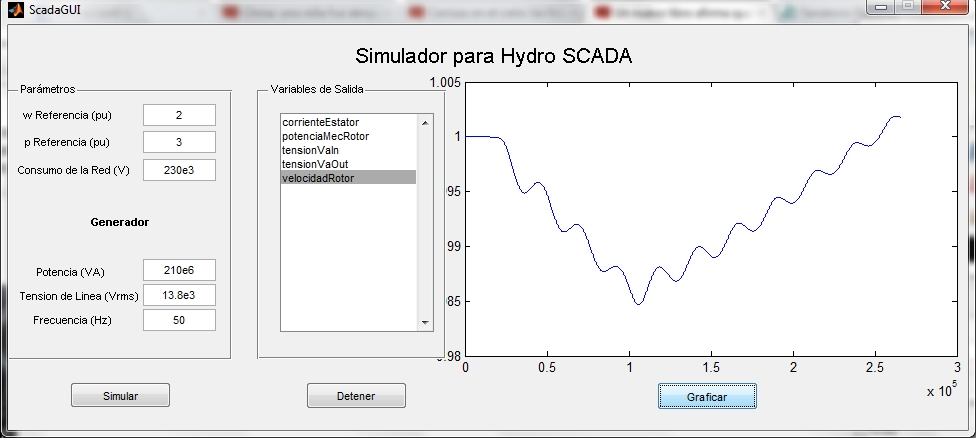 ScadaGUI
Simulador para Hydro SCADA
Parámetros
w Referencia (pu)
2
p Referencia (pu)
3
Consumo de la Red (V)
230e3
Generador
Potencia (VA)
210e6
Tension de Linea (Vrms)
13.8e3
Frecuencia (Hz)
50
Variables de Salida
corrienteEstator
potenciaMecRotor
tensionVaIn
tensionVaOut
velocidadRotor
1.005
1
95
99
85
.98
0
0.5
1
1.5
2
2.5
3
x 10⁵
Simular
Detener
Graficar